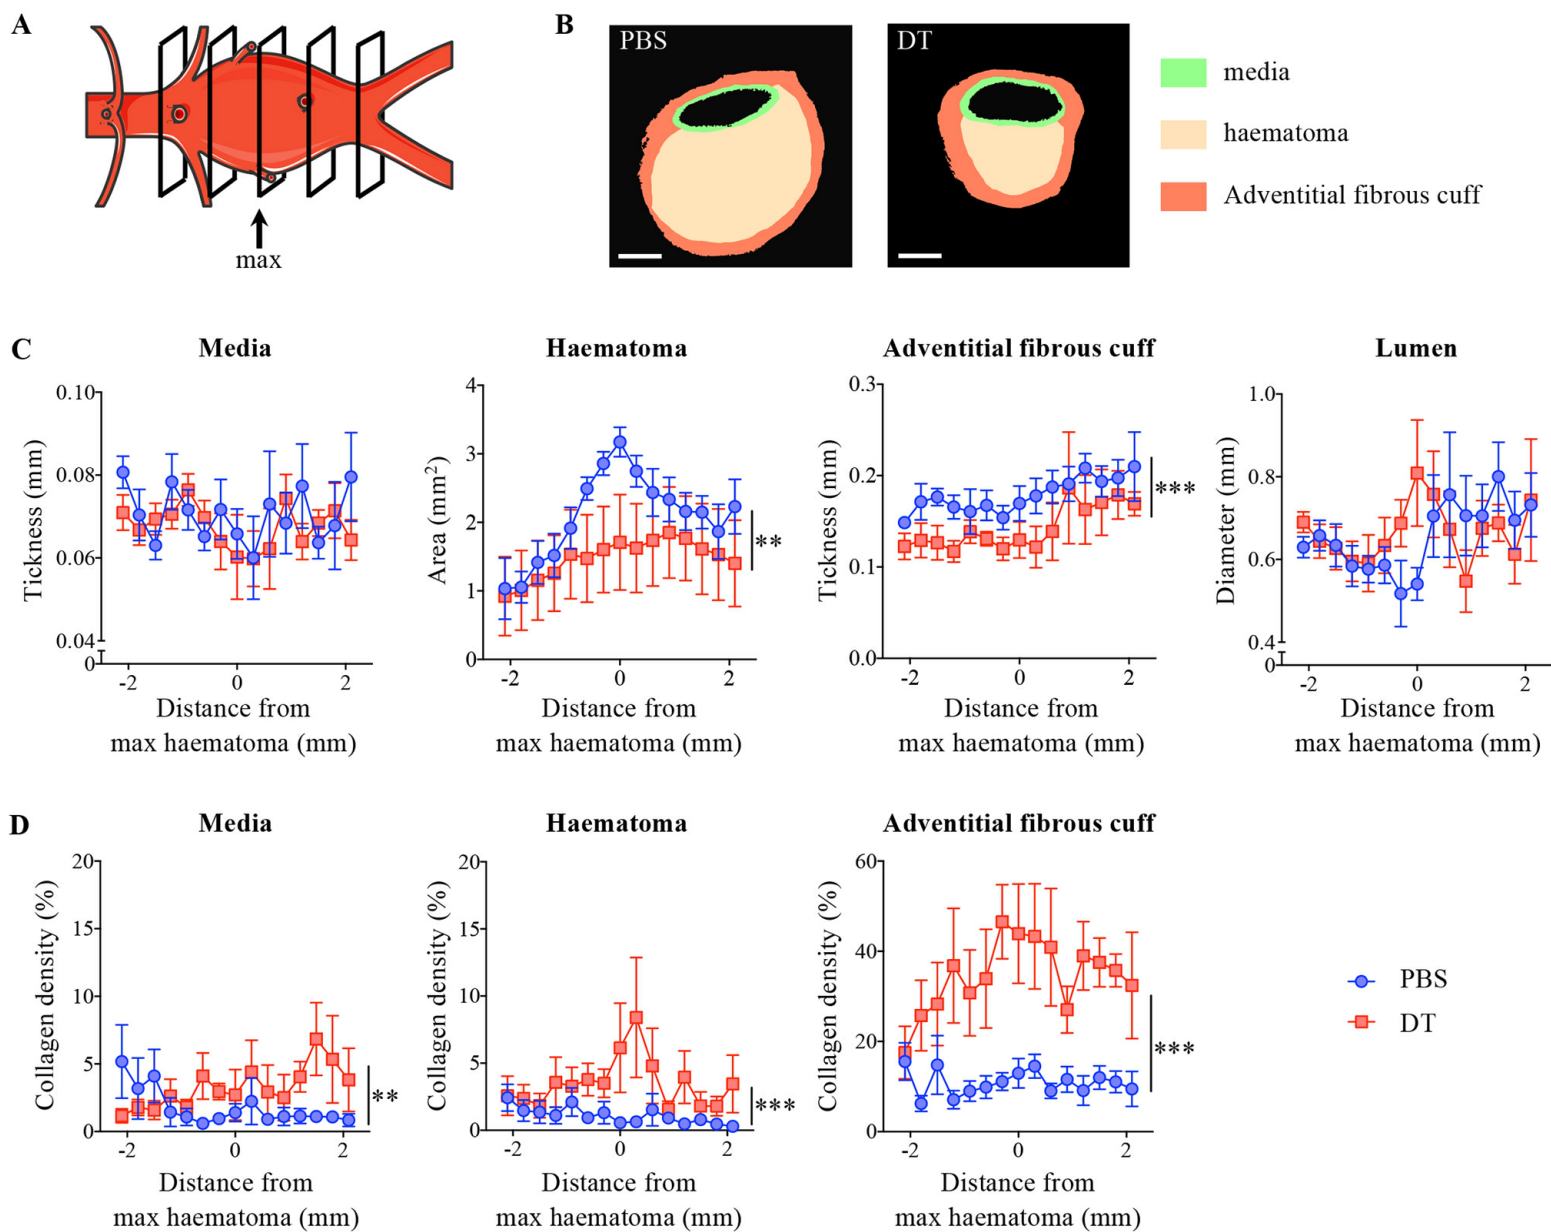 A
max
B
PBS
DT
media
haematoma
Adventitial fibrous cuff
C
Media
Tickness (mm)
0.10
0.08
0.06
0.04
0
-2 0 2
Distance from
max haematoma (mm)
Haematoma
Area (mm²)
4
3
2
1
0
-2 0 2
Distance from
max haematoma (mm)
**
Adventitial fibrous cuff
Tickness (mm)
0.3
0.2
0.1
0.0
-2 0 2
Distance from
max haematoma (mm)
***
Lumen
Diameter (mm)
1.0
0.8
0.6
0.4
0
-2 0 2
Distance from
max haematoma (mm)
D
Media
Collagen density (%)
20
15
10
5
0
-2 0 2
Distance from
max haematoma (mm)
**
Haematoma
Collagen density (%)
20
15
10
5
0
-2 0 2
Distance from
max haematoma (mm)
***
Adventitial fibrous cuff
Collagen density (%)
60
40
20
0
-2 0 2
Distance from
max haematoma (mm)
***
PBS
DT